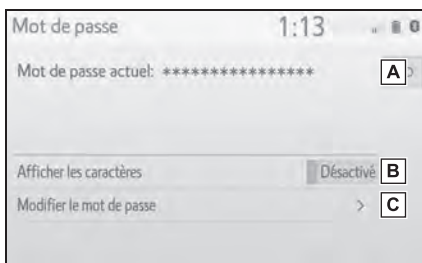 Mot de passe 1:13
Mot de passe actuel: **************** A >
Afficher les caractères Désactivé B
Modifier le mot de passe > C